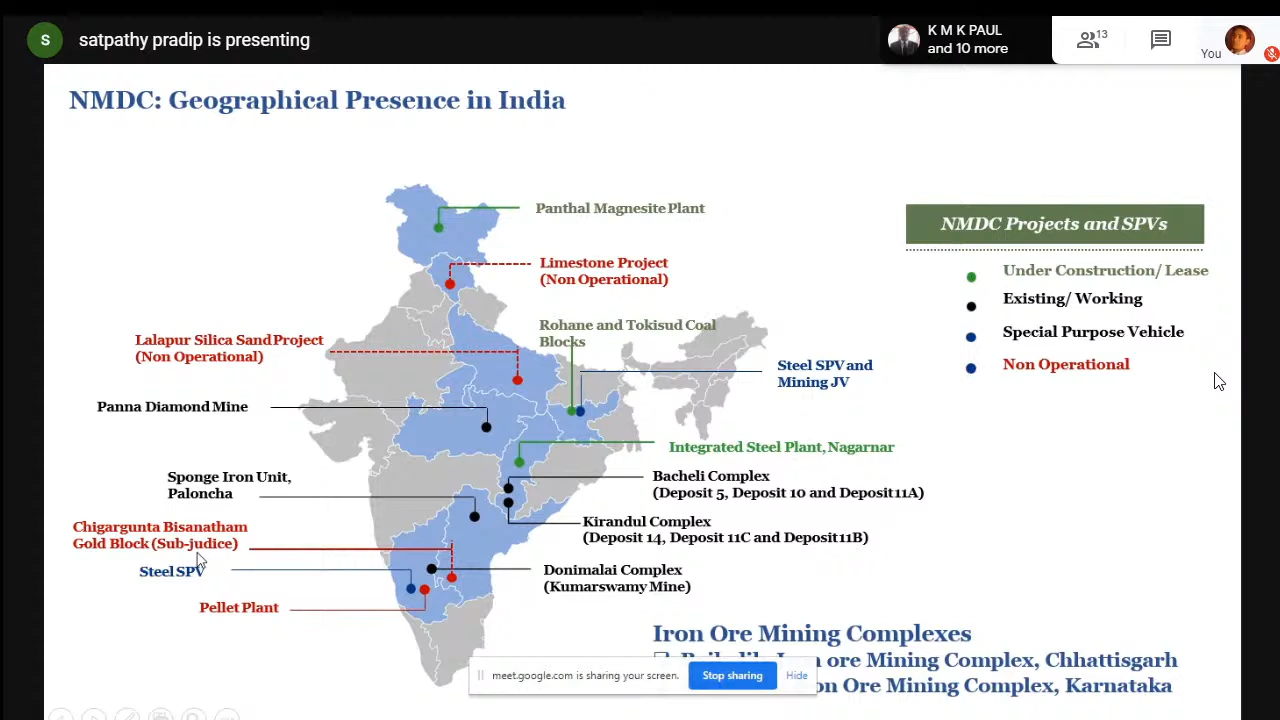 S
satpathy pradip is presenting
K M K PAUL
and 10 more
13
You
NMDC: Geographical Presence in India
Panthal Magnesite Plant
NMDC Projects and SPVs
Limestone Project
(Non Operational)
Under Construction/ Lease
Existing/ Working
Special Purpose Vehicle
Non Operational
Rohane and Tokisud Coal
Blocks
Lalapur Silica Sand Project
(Non Operational)
Steel SPV and
Mining JV
Panna Diamond Mine
Integrated Steel Plant, Nagarnar
Sponge Iron Unit,
Paloncha
Bacheli Complex
(Deposit 5, Deposit 10 and Deposit11A)
Chigargunta Bisanatham
Gold Block (Sub-judice)
Kirandul Complex
(Deposit 14, Deposit 11C and Deposit11B)
Steel SPV
Donimalai Complex
(Kumarswamy Mine)
Pellet Plant
Iron Ore Mining Complexes
ore Mining Complex, Chhattisgarh
Ore Mining Complex, Karnataka
meet.google.com is sharing your screen.
Stop sharing
Hide